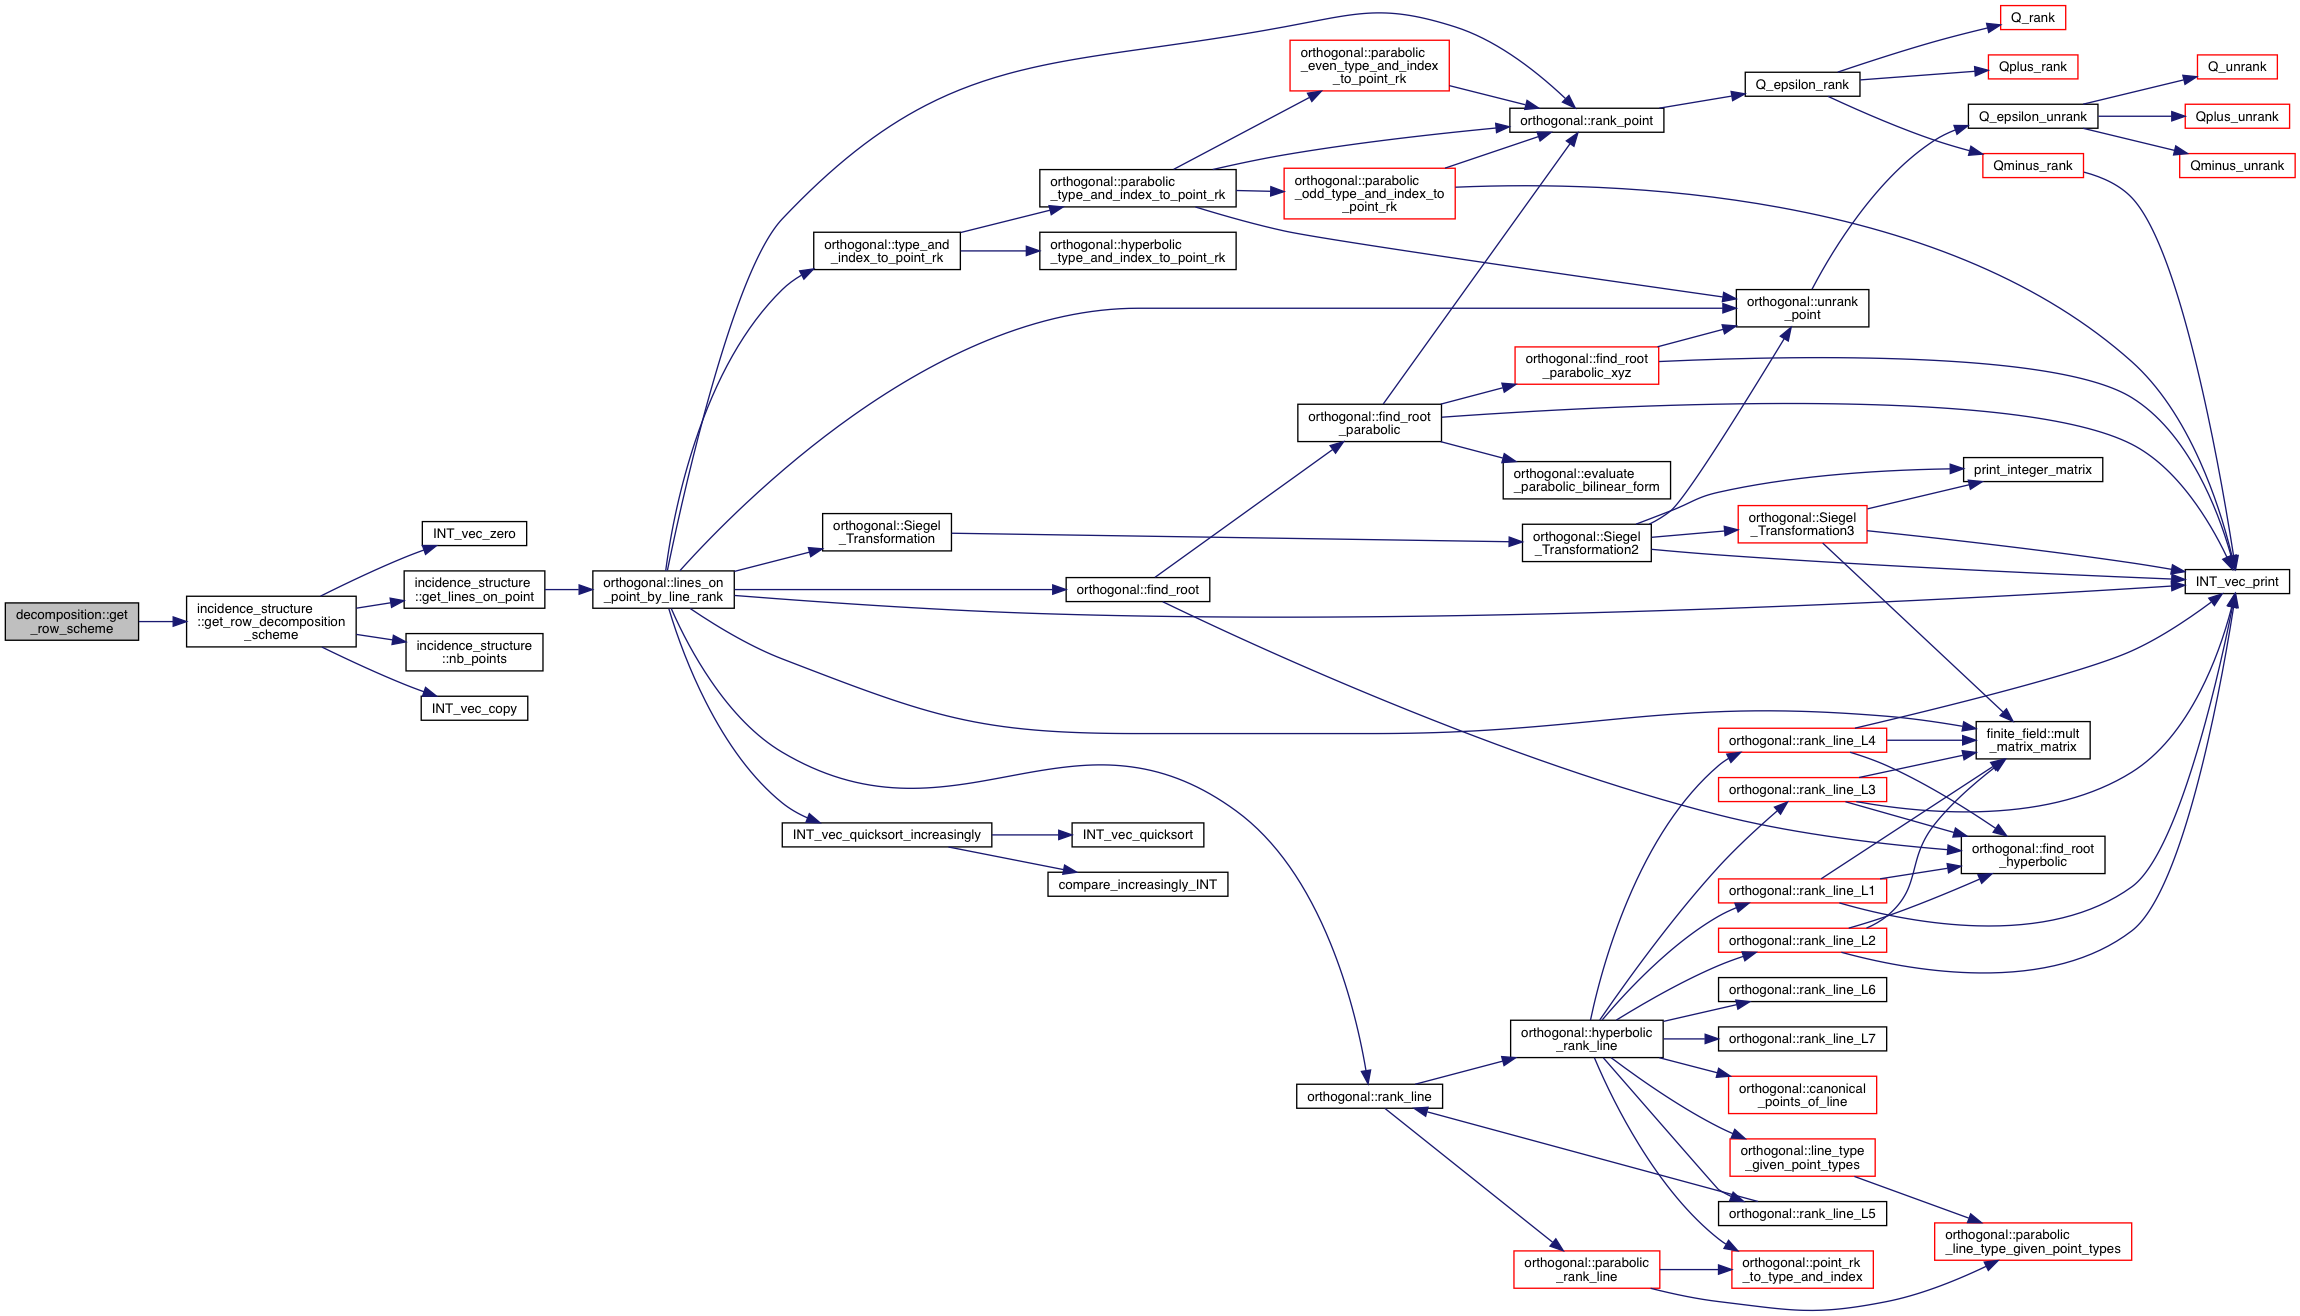 decomposition::get
_row_scheme
incidence_structure
::get_row_decomposition
_scheme
INT_vec_zero
incidence_structure
::get_lines_on_point
incidence_structure
::nb_points
INT_vec_copy
orthogonal::lines_on
_point_by_line_rank
orthogonal::type_and
_index_to_point_rk
orthogonal::Siegel
_Transformation
INT_vec_quicksort_increasingly
orthogonal::parabolic
_type_and_index_to_point_rk
orthogonal::hyperbolic
_type_and_index_to_point_rk
orthogonal::find_root
INT_vec_quicksort
compare_increasingly_INT
orthogonal::parabolic
_even_type_and_index
_to_point_rk
orthogonal::parabolic
_odd_type_and_index_to
_point_rk
orthogonal::find_root
_parabolic
orthogonal::rank_line
orthogonal::rank_point
orthogonal::find_root
_parabolic_xyz
orthogonal::evaluate
_parabolic_bilinear_form
orthogonal::Siegel
_Transformation2
orthogonal::hyperbolic
_rank_line
orthogonal::parabolic
_rank_line
Q_epsilon_rank
orthogonal::unrank
_point
orthogonal::Siegel
_Transformation3
orthogonal::rank_line_L4
orthogonal::rank_line_L3
orthogonal::rank_line_L1
orthogonal::rank_line_L2
orthogonal::rank_line_L6
orthogonal::rank_line_L7
orthogonal::canonical
_points_of_line
orthogonal::line_type
_given_point_types
orthogonal::rank_line_L5
orthogonal::point_rk
_to_type_and_index
Q_rank
Qplus_rank
Q_epsilon_unrank
Qminus_rank
print_integer_matrix
finite_field::mult
_matrix_matrix
orthogonal::find_root
_hyperbolic
orthogonal::parabolic
_line_type_given_point_types
Q_unrank
Qplus_unrank
Qminus_unrank
INT_vec_print